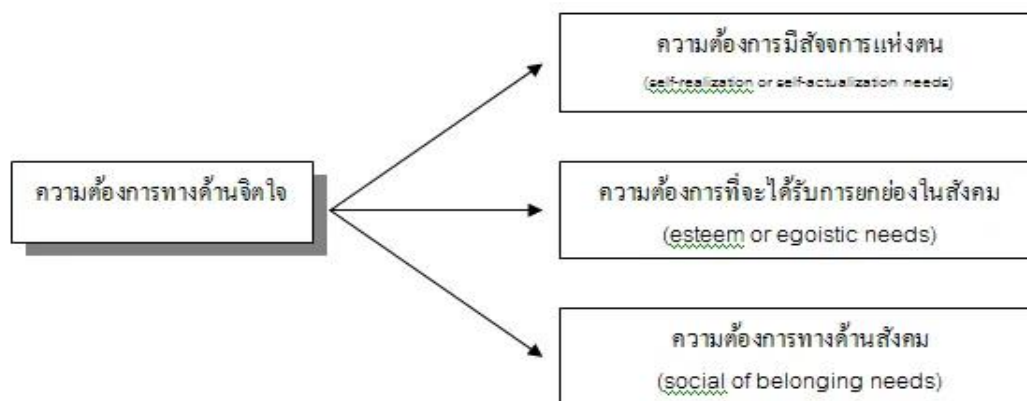 ความต้องการมีสัจจการแห่งตน
(self-realization or self-actualization needs)
ความต้องการทางด้านจิตใจ
ความต้องการที่จะได้รับการยกย่องในสังคม
(esteem or egoistic needs)
ความต้องการทางด้านสังคม
(social of belonging needs)